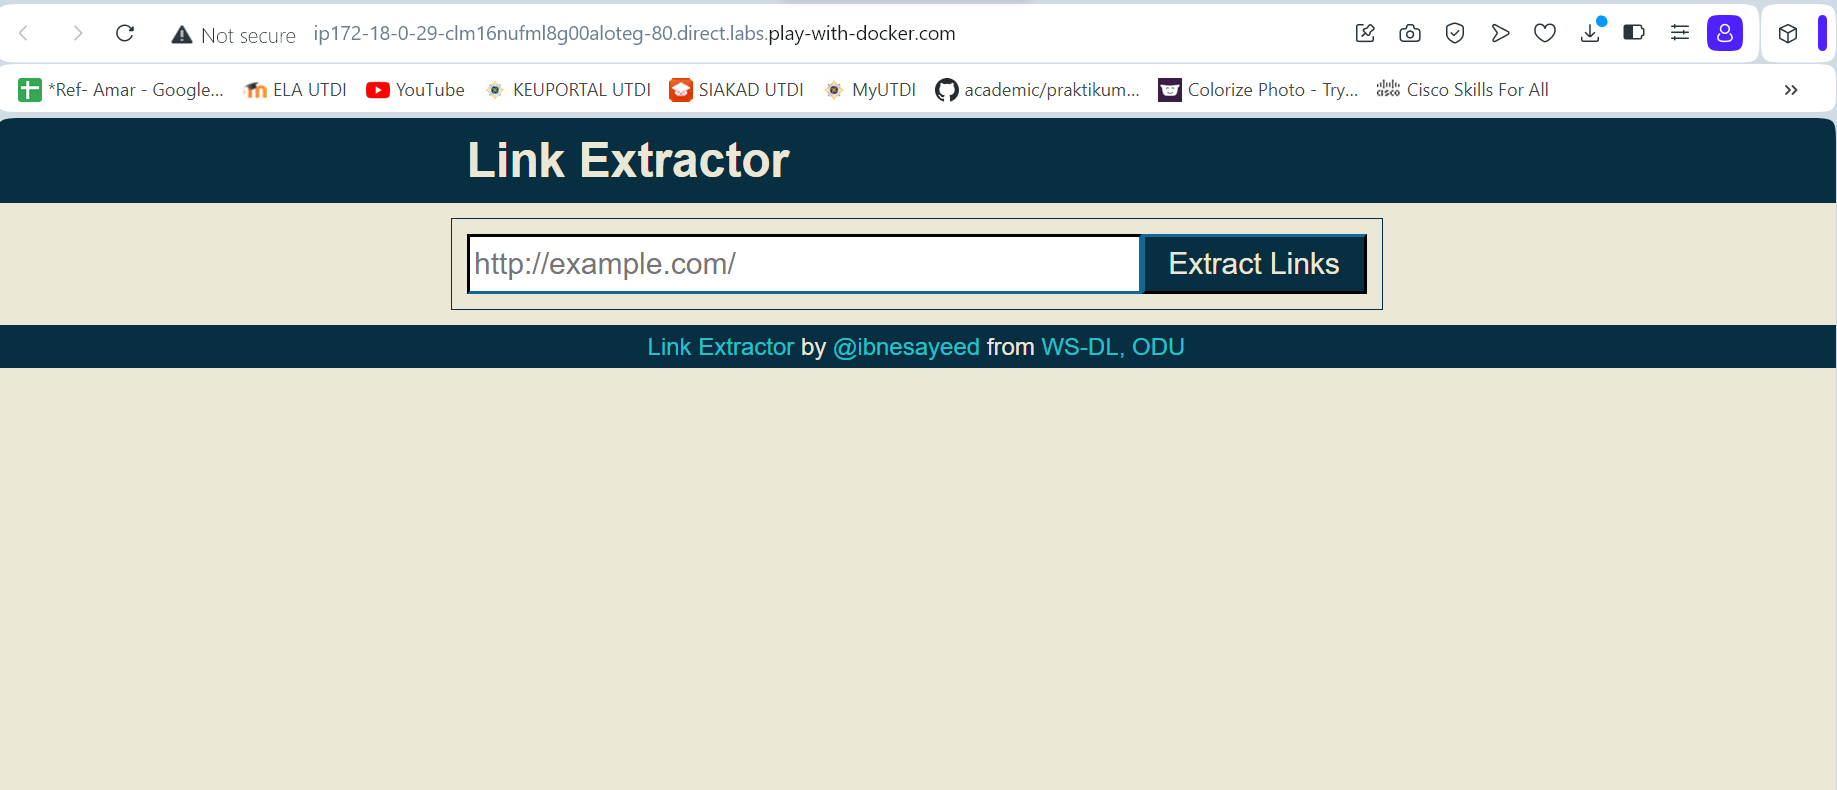 Not secure ip172-18-0-29-clm16nufml8g00aloteg-80.direct.labs.play-with-docker.com
*Ref- Amar - Google... ELA UTDI YouTube KEUPORTAL UTDI SIAKAD UTDI MyUTDI academic/praktikum... Colorize Photo - Try... Cisco Skills For All
Link Extractor
http://example.com/ Extract Links
Link Extractor by @ibnesayeed from WS-DL, ODU